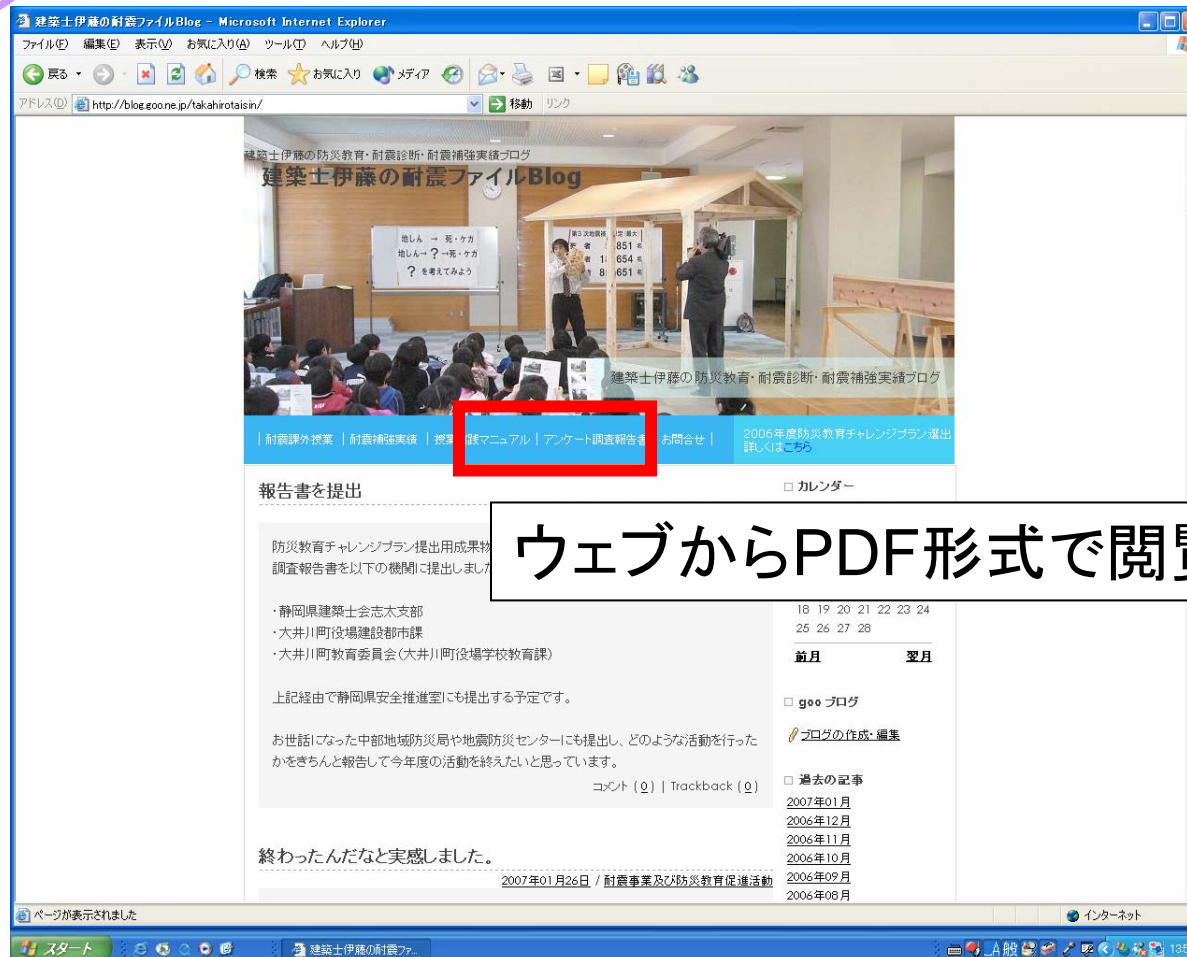 建築士伊藤の耐震ファイルBlog - Microsoft Internet Explorer
ファイル(F) 編集(E) 表示(V) お気に入り(A) ツール(T) ヘルプ(H)
戻る 検索 お気に入り メディア
アドレス(D) http://blog.goo.ne.jp/takahirotaisin/ 移動 リンク
建築士伊藤の防災教育・耐震診断・耐震補強実績ブログ
建築士伊藤の耐震ファイルBlog
地しん → 死・ケガ
地しん→ ? →死・ケガ
? を考えてみよう
851 名
654 名
651 名
建築士伊藤の防災教育・耐震診断・耐震補強実績ブログ
|耐震課外授業 |耐震補強実績 |授業 践マニュアル|アンケート調査報告書 お問合せ|
2006年度防災教育チャレンジプラン選出
詳しくはこちら
報告書を提出
防災教育チャレンジプラン提出用成果物
調査報告書を以下の機関に提出しました
・静岡県建築士会志太支部
・大井川町役場建設都市課
・大井川町教育委員会(大井川町役場学校教育課)
上記経由で静岡県安全推進室にも提出する予定です。
お世話になった中部地域防災局や地震防災センターにも提出し、どのような活動を行った
かをきちんと報告して今年度の活動を終えたいと思っています。
コメント (0) | Trackback (0)
終わったんだなと実感しました。
2007年01月26日 / 耐震事業及び防災教育促進活動
ウェブからPDF形式で閲
□ カレンダー
18 19 20 21 22 23 24
25 26 27 28
前月 翌月
□ goo ブログ
ブログの作成・編集
□ 過去の記事
2007年01月
2006年12月
2006年11月
2006年10月
2006年09月
2006年08月
ページが表示されました インターネット
スタート 建築士伊藤の耐震ファ... A 般